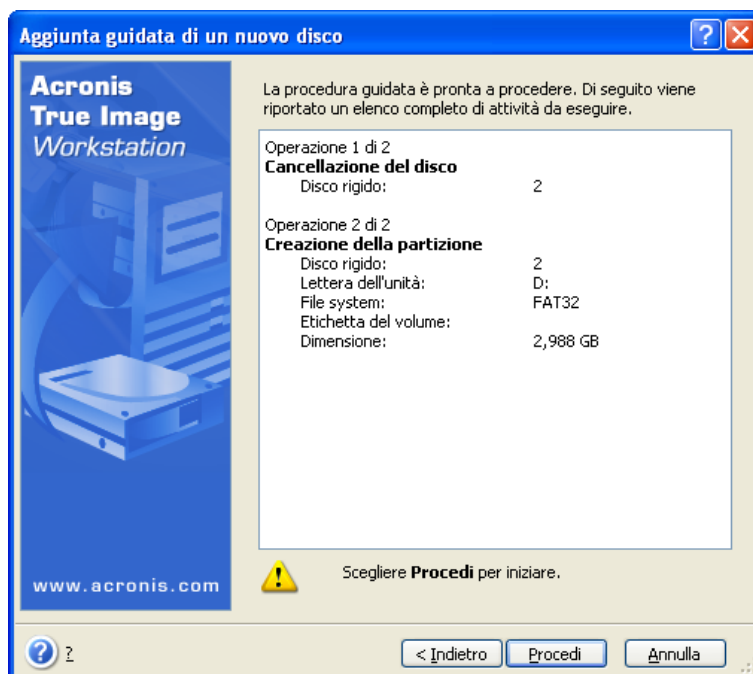 Aggiunta guidata di un nuovo disco
Acronis
True Image
Workstation
La procedura guidata è pronta a procedere. Di seguito viene
riportato un elenco completo di attività da eseguire.
Operazione 1 di 2
Cancellazione del disco
Disco rigido: 2
Operazione 2 di 2
Creazione della partizione
Disco rigido: 2
Lettera dell'unità: D:
File system: FAT32
Etichetta del volume:
Dimensione: 2,988 GB
Scegliere Procedi per iniziare.
www.acronis.com
? < Indietro Procedi Annulla